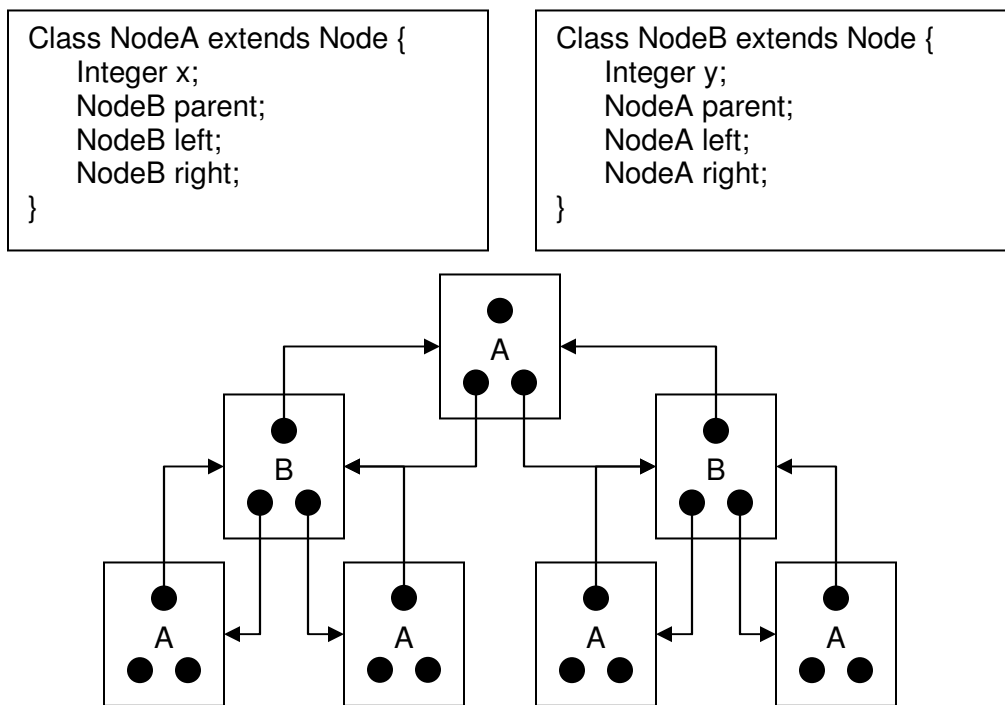 Class NodeA extends Node {
Integer x;
NodeB parent;
NodeB left;
NodeB right;
}
Class NodeB extends Node {
Integer y;
NodeA parent;
NodeA left;
NodeA right;
}
A
B
B
A
A
A
A